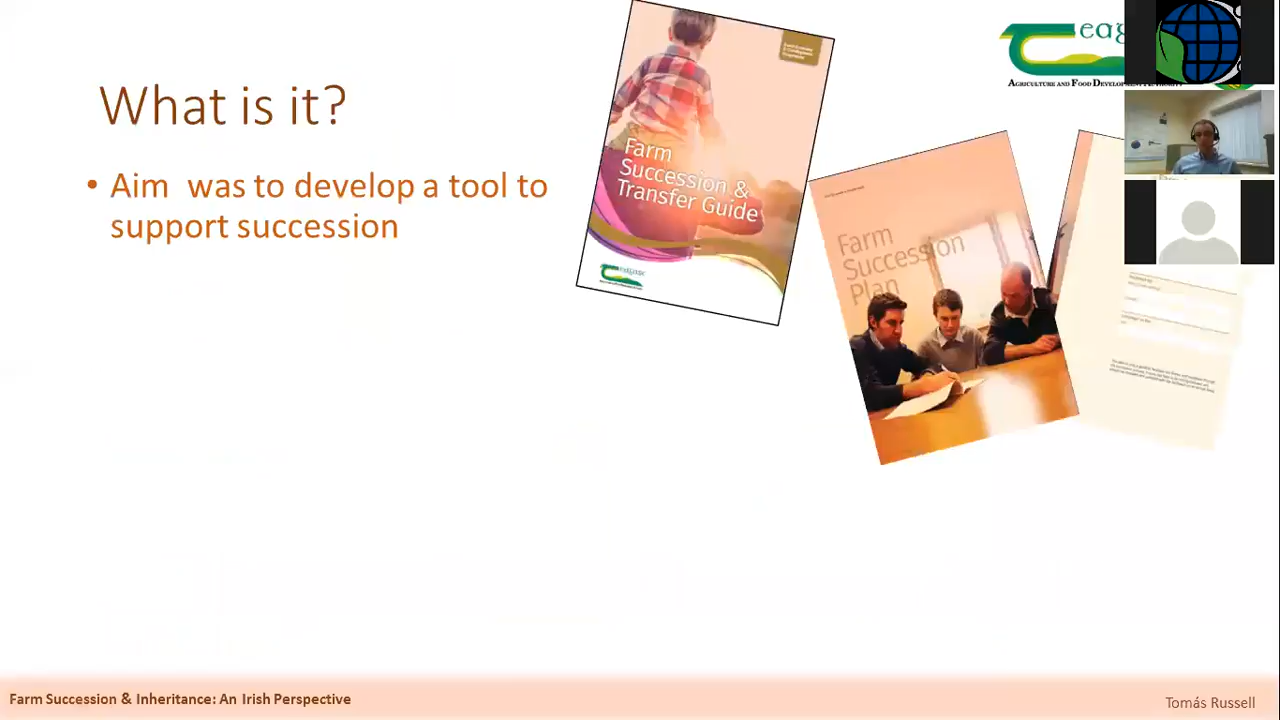 What is it?
• Aim was to develop a tool to
support succession
Farm
Succession &
Transfer Guide
Farm
Succession
Plan
AGRICULTURE AND FOOD DEVELOPMENT AUTHORITY
Farm Succession & Inheritance: An Irish Perspective
Tomás Russell